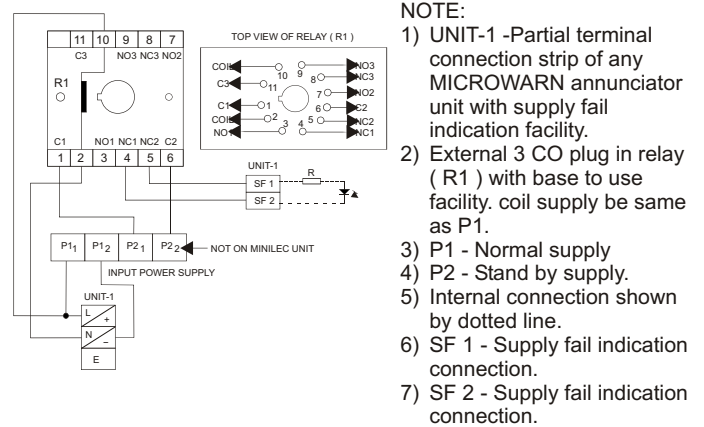 11 10 9 8 7
C3 NO3 NC3 NO2
R1
C1 NO1 NC1 NC2 C2
1 2 3 4 5 6
TOP VIEW OF RELAY ( R1 )
COIL 10 9 NO3
C3 11 8 NC3
7 NO2
C1 1 6 C2
COIL 2 5 NC2
NO1 3 4 NC1
UNIT-1
SF 1 R
SF 2
P1₁ P1₂ P2₁ P2₂ NOT ON MINILEC UNIT
INPUT POWER SUPPLY
UNIT-1
L +
N −
E
NOTE:
1) UNIT-1 -Partial terminal
connection strip of any
MICROWARN annunciator
unit with supply fail
indication facility.
2) External 3 CO plug in relay
( R1 ) with base to use
facility. coil supply be same
as P1.
3) P1 - Normal supply
4) P2 - Stand by supply.
5) Internal connection shown
by dotted line.
6) SF 1 - Supply fail indication
connection.
7) SF 2 - Supply fail indication
connection.